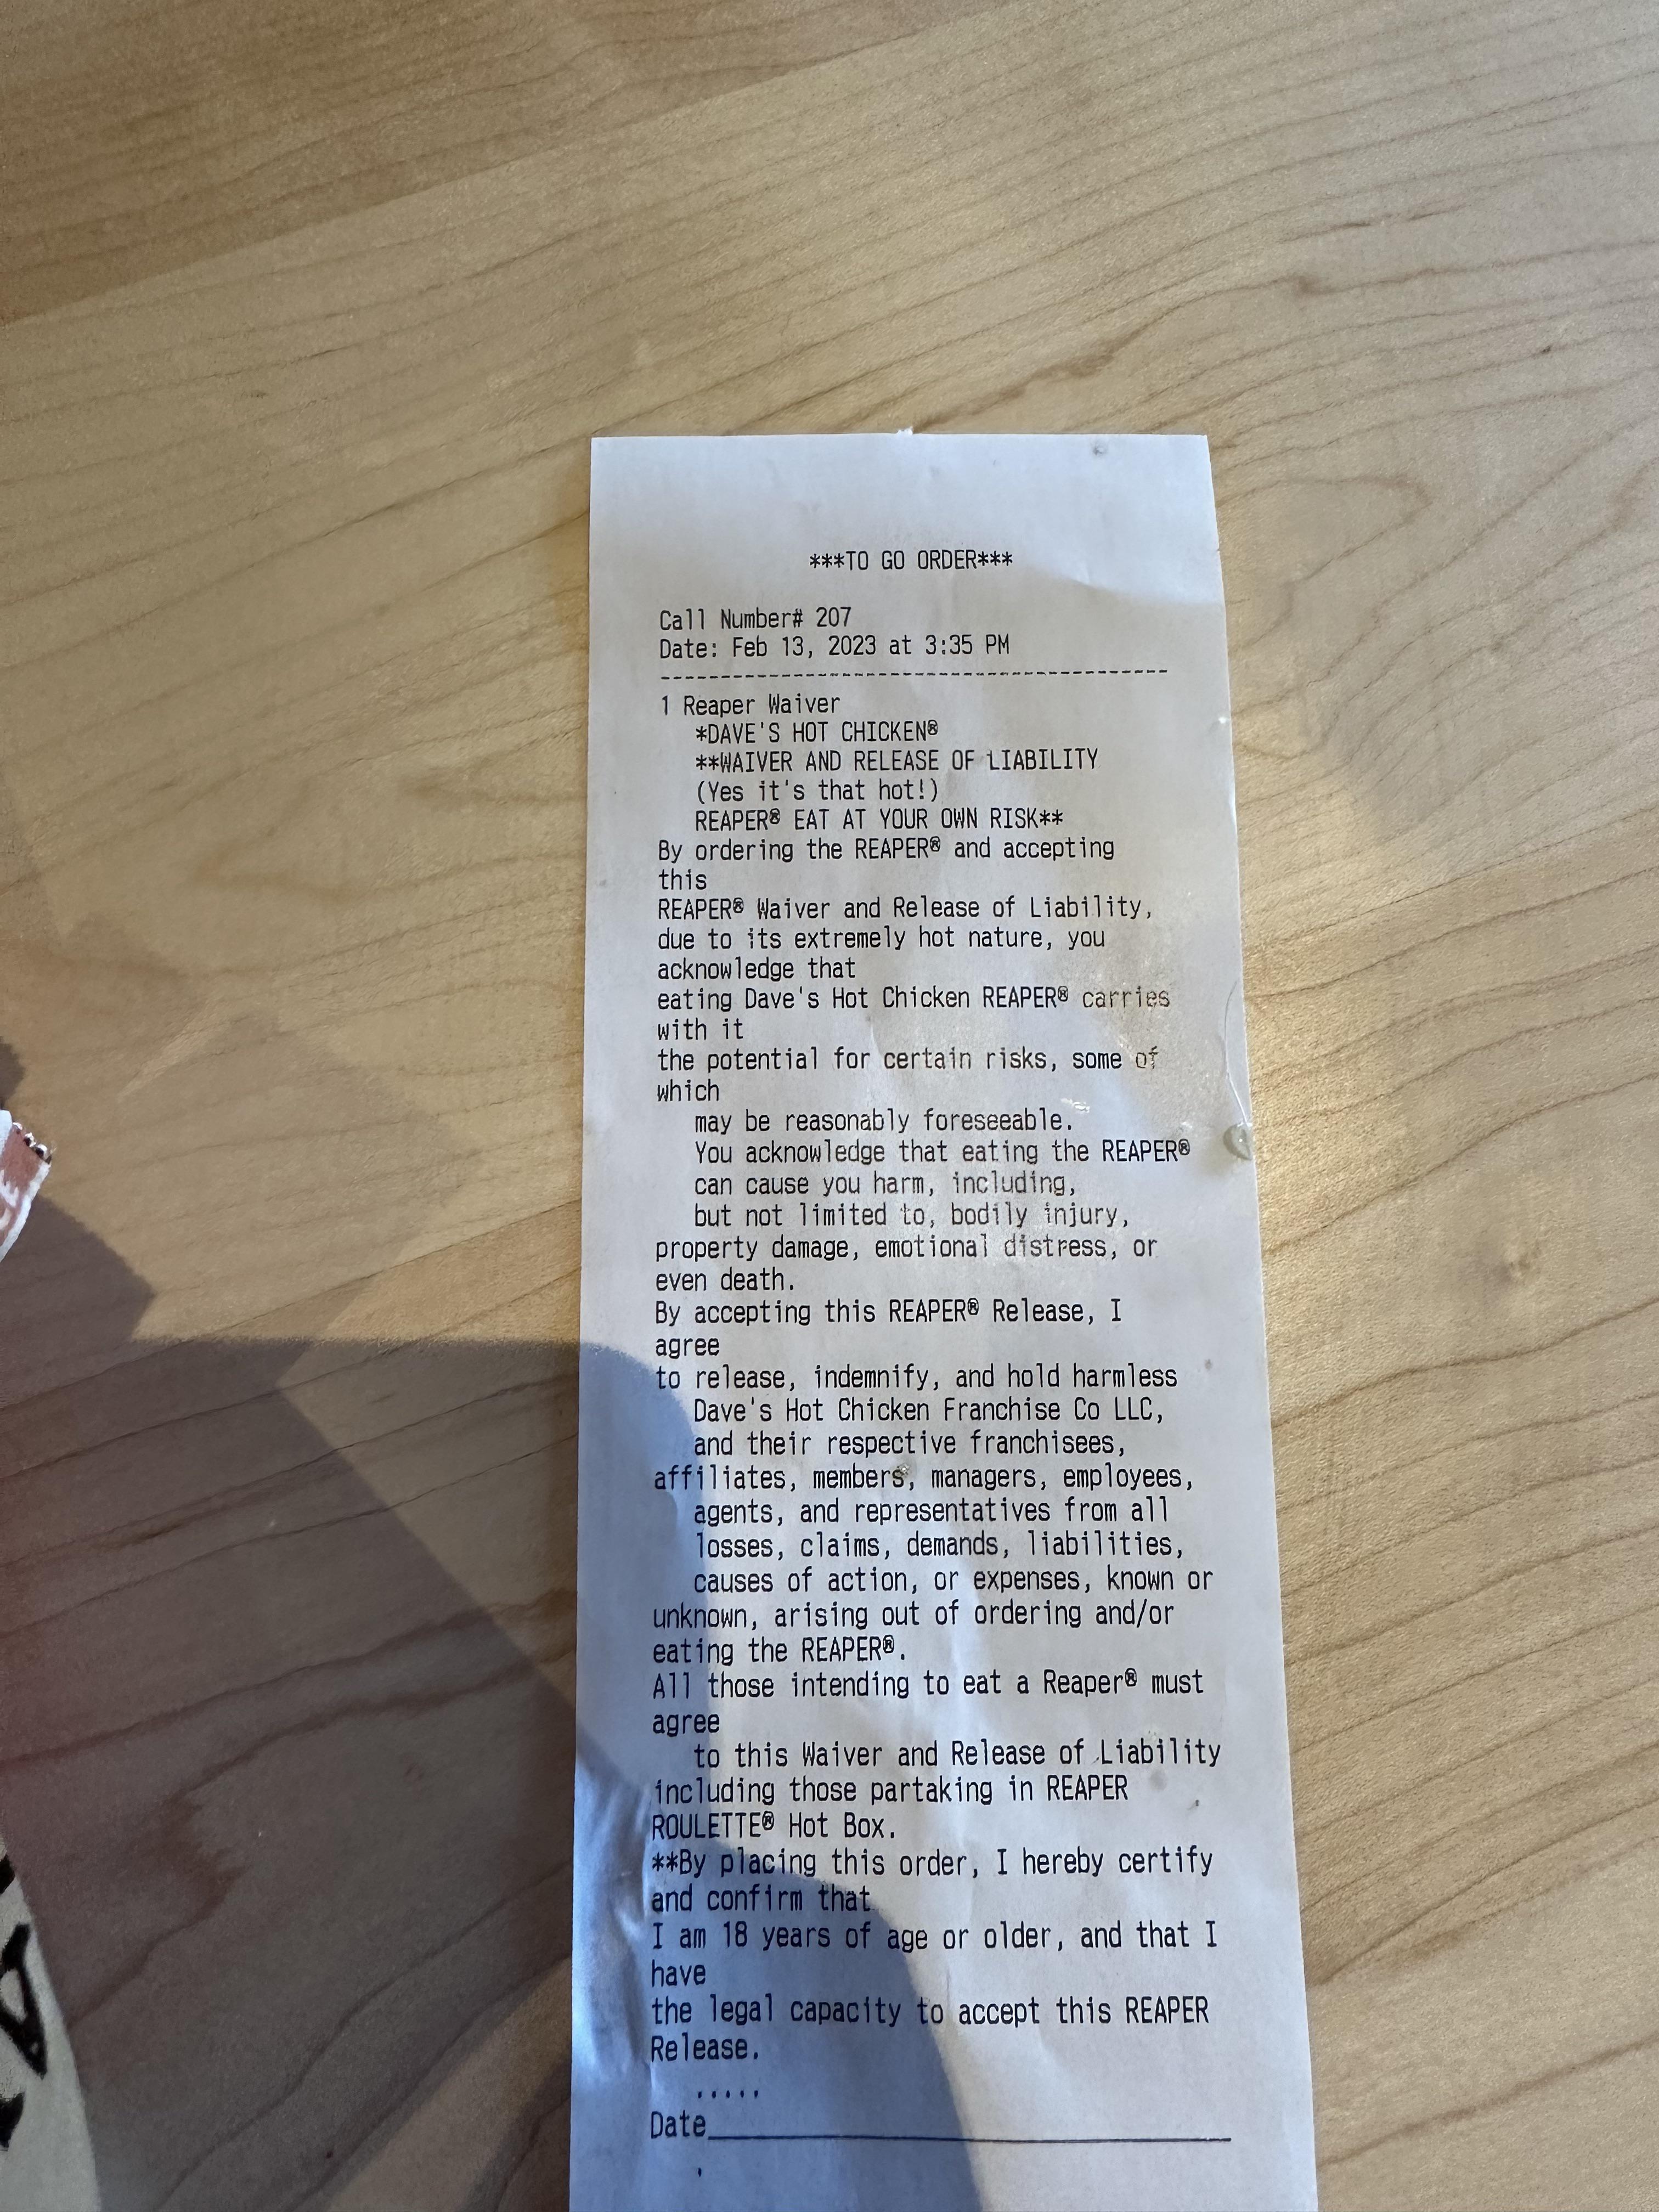 ***TO GO ORDER***
Call Number# 207
Date: Feb 13, 2023 at 3:35 PM
------------------------------------------
1 Reaper Waiver
*DAVE'S HOT CHICKEN®
**WAIVER AND RELEASE OF LIABILITY
(Yes it's that hot!)
REAPER® EAT AT YOUR OWN RISK**
By ordering the REAPER® and accepting
this
REAPER® Waiver and Release of Liability,
due to its extremely hot nature, you
acknowledge that
eating Dave's Hot Chicken REAPER® carries
with it
the potential for certain risks, some of
which
may be reasonably foreseeable.
You acknowledge that eating the REAPER®
can cause you harm, including,
but not limited to, bodily injury,
property damage, emotional distress, or
even death.
By accepting this REAPER® Release, I
agree
to release, indemnify, and hold harmless
Dave's Hot Chicken Franchise Co LLC,
and their respective franchisees,
affiliates, members, managers, employees,
agents, and representatives from all
losses, claims, demands, liabilities,
causes of action, or expenses, known or
unknown, arising out of ordering and/or
eating the REAPER®.
All those intending to eat a Reaper® must
agree
to this Waiver and Release of Liability
including those partaking in REAPER
ROULETTE® Hot Box.
**By placing this order, I hereby certify
and confirm that
I am 18 years of age or older, and that I
have
the legal capacity to accept this REAPER
Release.
.....
Date______________________________
.